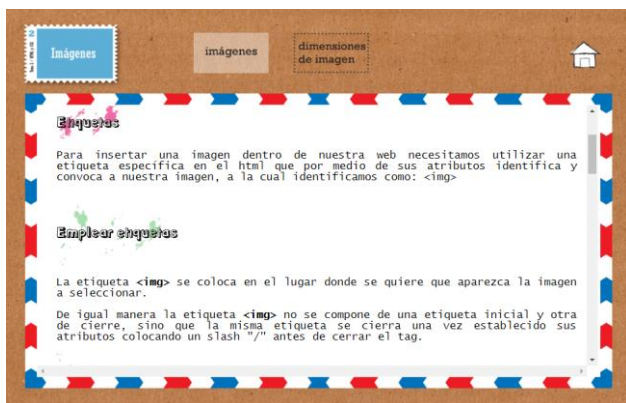 Imágenes
imágenes
dimensiones
de imagen
Etiquetas
Para insertar una imagen dentro de nuestra web necesitamos utilizar una
etiqueta específica en el html que por medio de sus atributos identifica y
convoca a nuestra imagen, a la cual identificamos como: <img>
Emplear etiquetas
La etiqueta <img> se coloca en el lugar donde se quiere que aparezca la imagen
a seleccionar.
De igual manera la etiqueta <img> no se compone de una etiqueta inicial y otra
de cierre, sino que la misma etiqueta se cierra una vez establecido sus
atributos colocando un slash "/" antes de cerrar el tag.